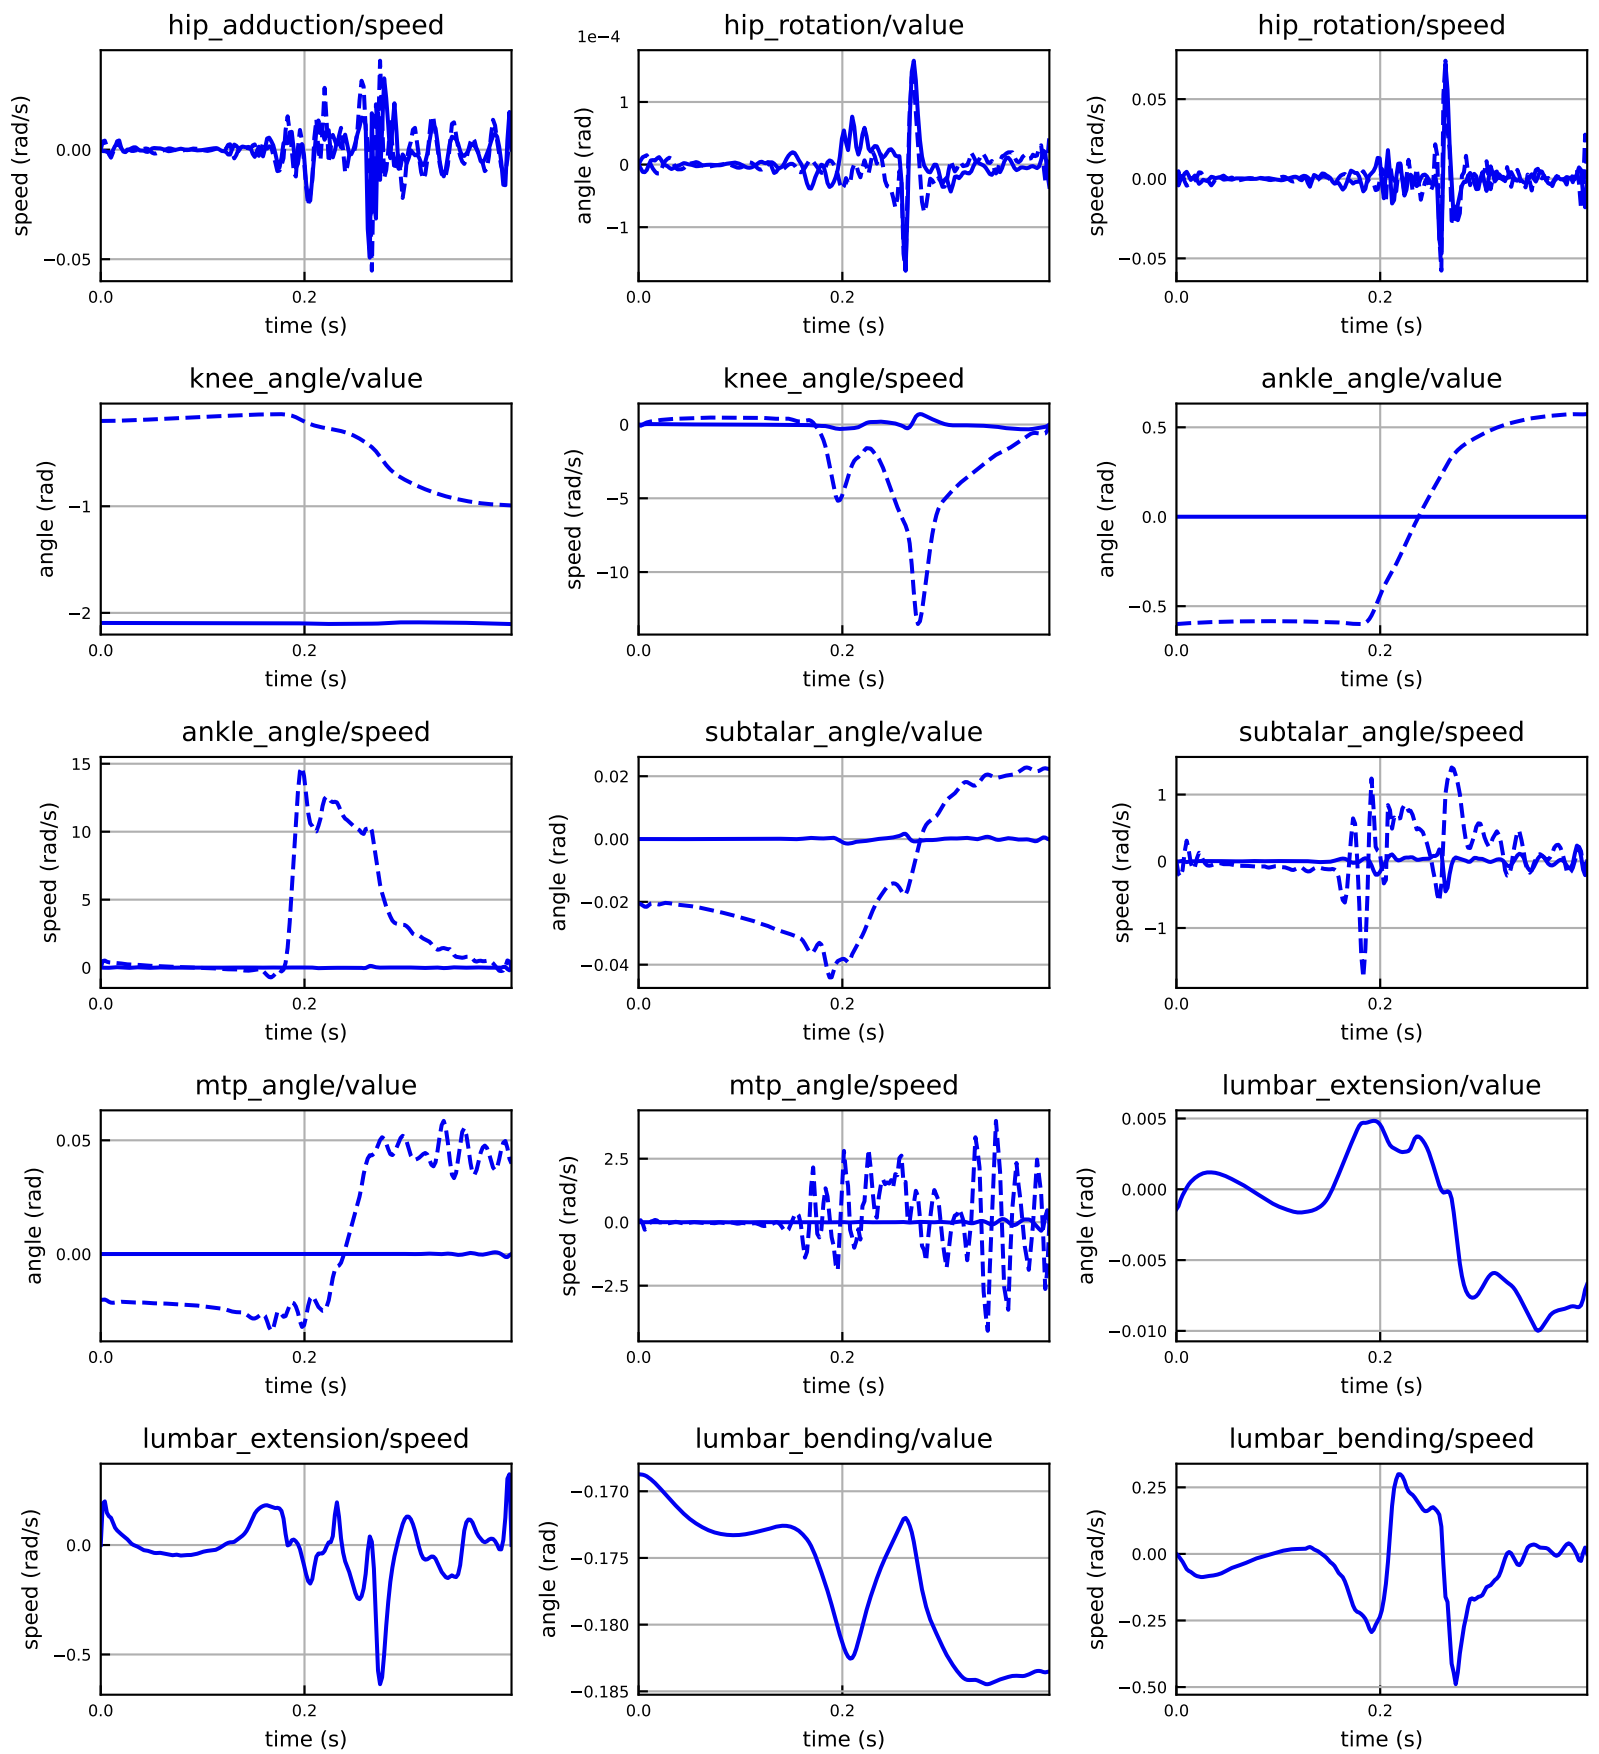 hip_adduction/speed
speed (rad/s)
0.00
−0.05
0.0
0.2
time (s)
hip_rotation/value
1e−4
angle (rad)
1
0
−1
0.0
0.2
time (s)
hip_rotation/speed
speed (rad/s)
0.05
0.00
−0.05
0.0
0.2
time (s)
knee_angle/value
angle (rad)
−1
−2
0.0
0.2
time (s)
knee_angle/speed
speed (rad/s)
0
−5
−10
0.0
0.2
time (s)
ankle_angle/value
angle (rad)
0.5
0.0
−0.5
0.0
0.2
time (s)
ankle_angle/speed
speed (rad/s)
15
10
5
0
0.0
0.2
time (s)
subtalar_angle/value
angle (rad)
0.02
0.00
−0.02
−0.04
0.0
0.2
time (s)
subtalar_angle/speed
speed (rad/s)
1
0
−1
0.0
0.2
time (s)
mtp_angle/value
angle (rad)
0.05
0.00
0.0
0.2
time (s)
mtp_angle/speed
speed (rad/s)
2.5
0.0
−2.5
0.0
0.2
time (s)
lumbar_extension/value
angle (rad)
0.005
0.000
−0.005
−0.010
0.0
0.2
time (s)
lumbar_extension/speed
speed (rad/s)
0.0
−0.5
0.0
0.2
time (s)
lumbar_bending/value
angle (rad)
−0.170
−0.175
−0.180
−0.185
0.0
0.2
time (s)
lumbar_bending/speed
speed (rad/s)
0.25
0.00
−0.25
−0.50
0.0
0.2
time (s)